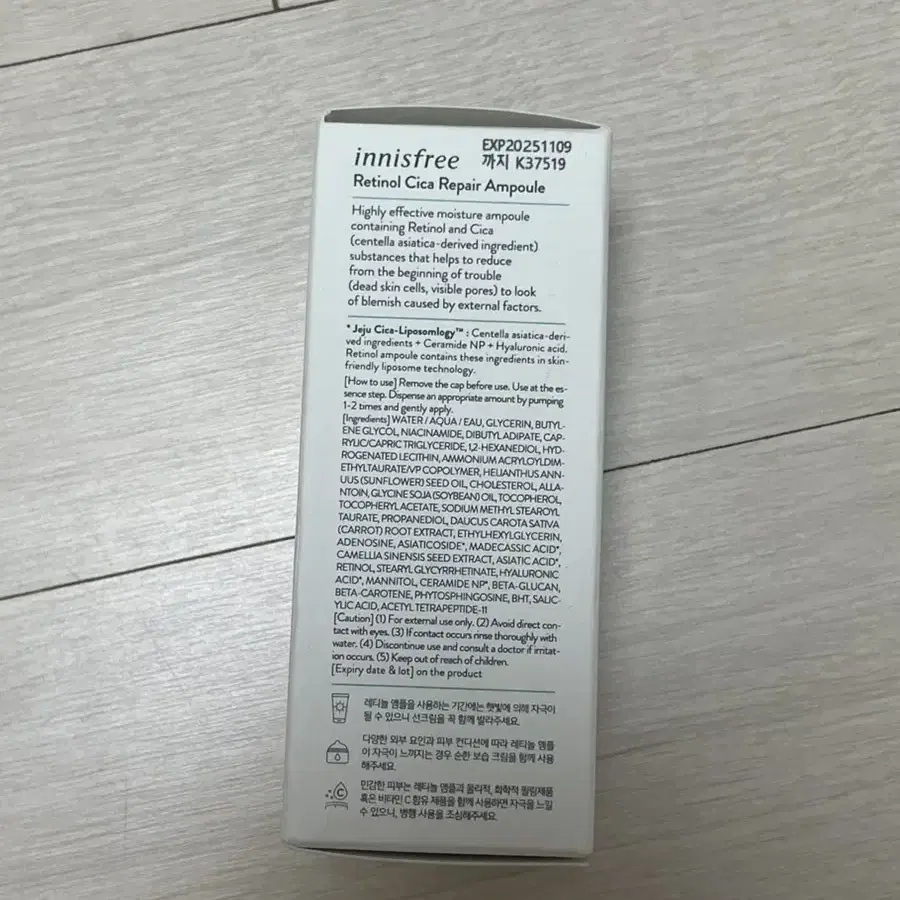 innisfree
EXP20251109
까지 K37519
Retinol Cica Repair Ampoule
Highly effective moisture ampoule
containing Retinol and Cica
(centella asiatica-derived ingredient)
substances that helps to reduce
from the beginning of trouble
(dead skin cells, visible pores) to look
of blemish caused by external factors.
* Jeju Cica-Liposomlogy™ : Centella asiatica-deri-
ved ingredients + Ceramide NP + Hyaluronic acid.
Retinol ampoule contains these ingredients in skin-
friendly liposome technology.
[How to use] Remove the cap before use. Use at the es-
sence step. Dispense an appropriate amount by pumping
1-2 times and gently apply.
[Ingredients] WATER / AQUA / EAU, GLYCERIN, BUTYL-
ENE GLYCOL, NIACINAMIDE, DIBUTYL ADIPATE, CAP-
RYLIC/CAPRIC TRIGLYCERIDE, 1,2-HEXANEDIOL, HYD-
ROGENATED LECITHIN, AMMONIUM ACRYLOYLDIM-
ETHYLTAURATE/VP COPOLYMER, HELIANTHUS ANN-
UUS (SUNFLOWER) SEED OIL, CHOLESTEROL, ALLA-
NTOIN, GLYCINE SOJA (SOYBEAN) OIL, TOCOPHEROL,
TOCOPHERYL ACETATE, SODIUM METHYL STEAROYL
TAURATE, PROPANEDIOL, DAUCUS CAROTA SATIVA
(CARROT) ROOT EXTRACT, ETHYLHEXYLGLYCERIN,
ADENOSINE, ASIATICOSIDE*, MADECASSIC ACID*,
CAMELLIA SINENSIS SEED EXTRACT, ASIATIC ACID*,
RETINOL, STEARYL GLYCYRRHETINATE, HYALURONIC
ACID*, MANNITOL, CERAMIDE NP*, BETA-GLUCAN,
BETA-CAROTENE, PHYTOSPHINGOSINE, BHT, SALIC-
YLIC ACID, ACETYL TETRAPEPTIDE-11
[Caution] (1) For external use only. (2) Avoid direct con-
tact with eyes. (3) If contact occurs rinse thoroughly with
water. (4) Discontinue use and consult a doctor if irritat-
ion occurs. (5) Keep out of reach of children.
[Expiry date & lot] on the product
레티놀 앰플을 사용하는 기간에는 햇빛에 의해 자극이
될 수 있으니 선크림을 꼭 함께 발라주세요.
다양한 외부 요인과 피부 컨디션에 따라 레티놀 앰플
이 자극이 느껴지는 경우 순한 보습 크림을 함께 사용
해주세요.
C
민감한 피부는 레티놀 앰플과 물리적, 화학적 필링제품
혹은 비타민 C 함유 제품을 함께 사용하면 자극을 느낄
수 있으니, 병행 사용을 조심해주세요.